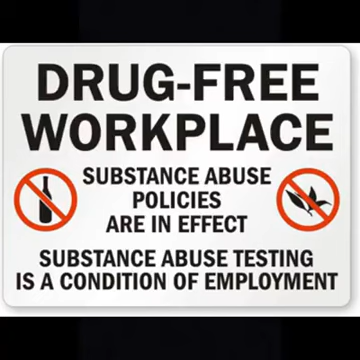 DRUG-FREE
WORKPLACE
SUBSTANCE ABUSE
POLICIES
ARE IN EFFECT
SUBSTANCE ABUSE TESTING
IS A CONDITION OF EMPLOYMENT